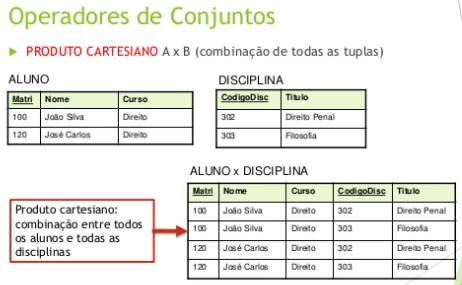 Operadores de Conjuntos
PRODUTO CARTESIANO A x B (combinação de todas as tuplas)
ALUNO
Matri Nome Curso
100 João Silva Direito
120 José Carlos Direito
DISCIPLINA
CodigoDisc Titulo
302 Direito Penal
303 Filosofia
ALUNO x DISCIPLINA
Matri Nome Curso CodigoDisc Titulo
100 João Silva Direito 302 Direito Penal
100 João Silva Direito 303 Filosofia
120 José Carlos Direito 302 Direito Penal
120 José Carlos Direito 303 Filosofia
Produto cartesiano:
combinação entre todos
os alunos e todas as
disciplinas